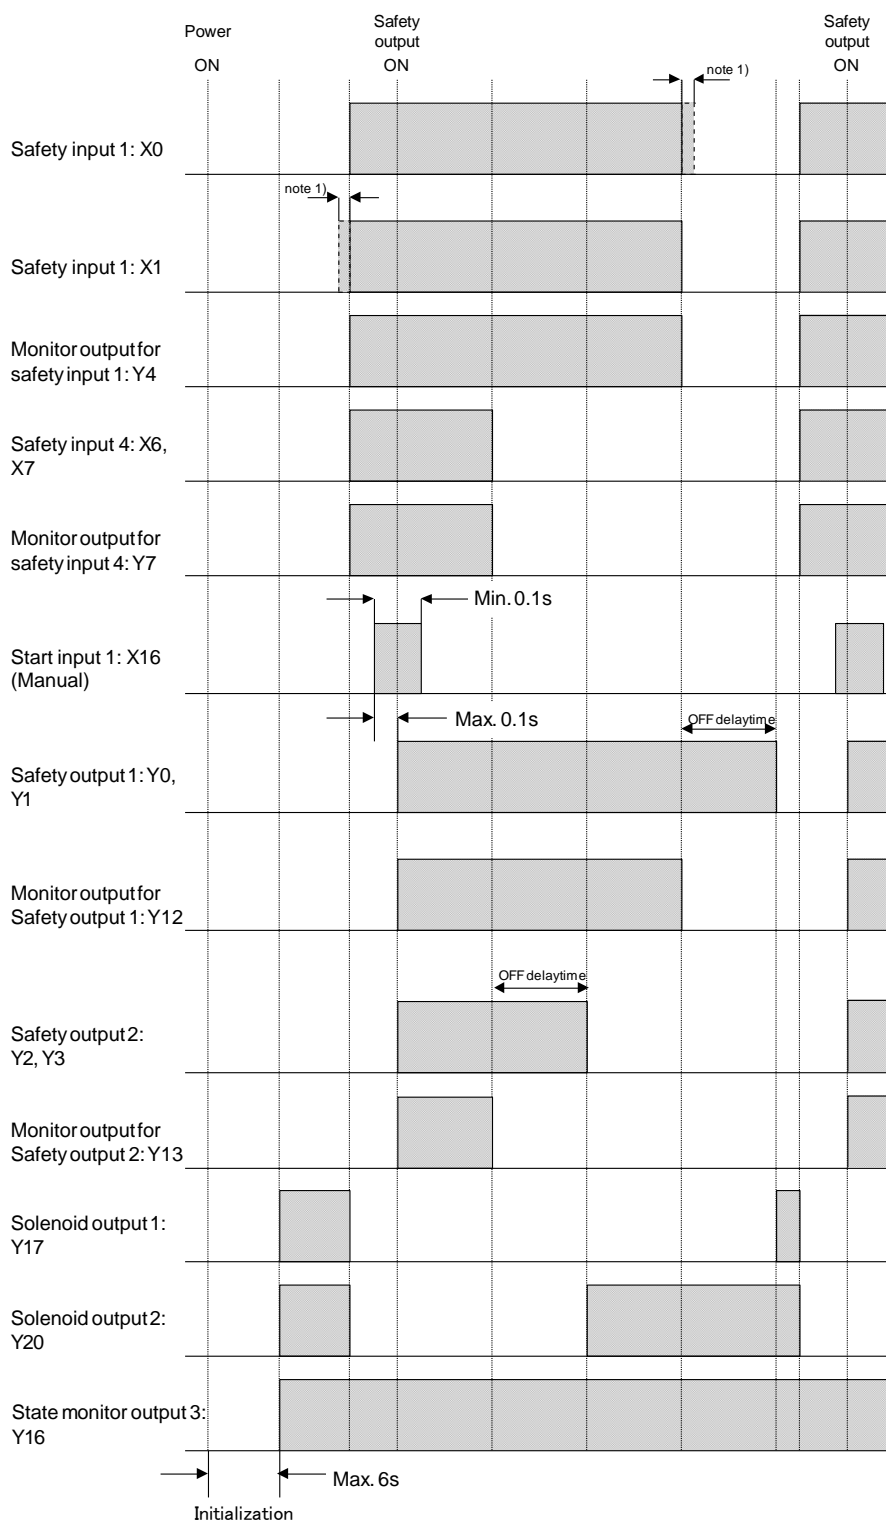 Power
ON
Safety
output
ON
Safety
output
ON
note 1)
Safety input 1: X0
note 1)
Safety input 1: X1
Monitor output for
safety input 1: Y4
Safety input 4: X6,
X7
Monitor output for
safety input 4: Y7
Min. 0.1s
Start input 1: X16
(Manual)
Max. 0.1s
OFF delay time
Safety output 1: Y0,
Y1
Monitor output for
Safety output 1: Y12
OFF delay time
Safety output 2:
Y2, Y3
Monitor output for
Safety output 2: Y13
Solenoid output 1:
Y17
Solenoid output 2:
Y20
State monitor output 3:
Y16
Max. 6s
Initialization